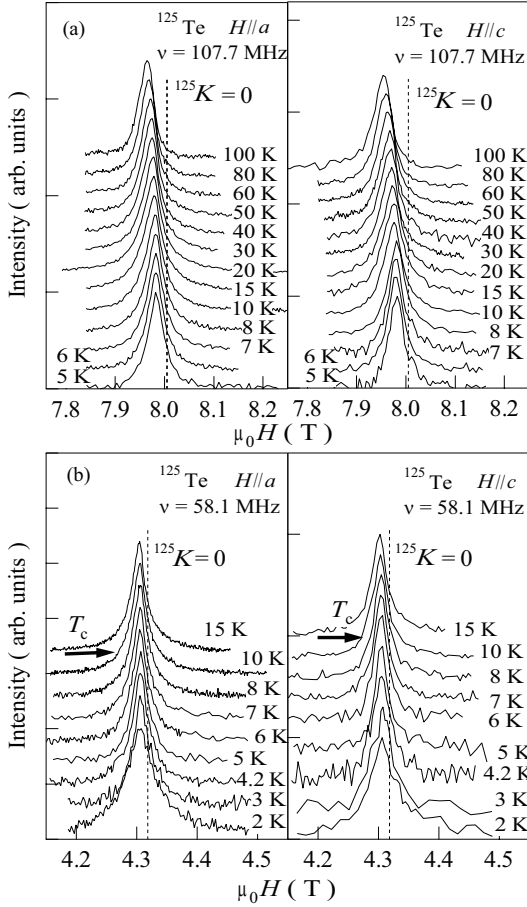 (a)
¹²⁵Te H//a
ν = 107.7 MHz
¹²⁵K = 0
100 K
80 K
60 K
50 K
40 K
30 K
20 K
15 K
10 K
8 K
7 K
6 K
5 K
7.8 7.9 8.0 8.1 8.2
¹²⁵Te H//c
ν = 107.7 MHz
¹²⁵K = 0
100 K
80 K
60 K
50 K
40 K
30 K
20 K
15 K
10 K
8 K
7 K
6 K
5 K
7.8 7.9 8.0 8.1 8.2
Intensity ( arb. units )
μ₀H ( T )
(b)
¹²⁵Te H//a
ν = 58.1 MHz
¹²⁵K = 0
Tc
15 K
10 K
8 K
7 K
6 K
5 K
4.2 K
3 K
2 K
4.2 4.3 4.4 4.5
¹²⁵Te H//c
ν = 58.1 MHz
¹²⁵K = 0
Tc
15 K
10 K
8 K
7 K
6 K
5 K
4.2 K
3 K
2 K
4.2 4.3 4.4 4.5
Intensity ( arb. units )
μ₀H ( T )